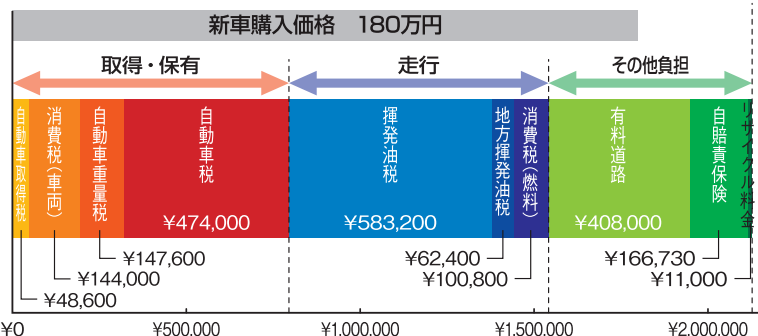 新車購入価格 180万円
取得・保有
走行
その他負担
自動車取得税
消費税（車両）
自動車重量税
自動車税
揮発油税
地方揮発油税
消費税（燃料）
有料道路
自賠責保険
リサイクル料金
¥474,000
¥583,200
¥408,000
¥147,600
¥62,400
¥166,730
¥144,000
¥100,800
¥11,000
¥48,600
¥0
¥500,000
¥1,000,000
¥1,500,000
¥2,000,000